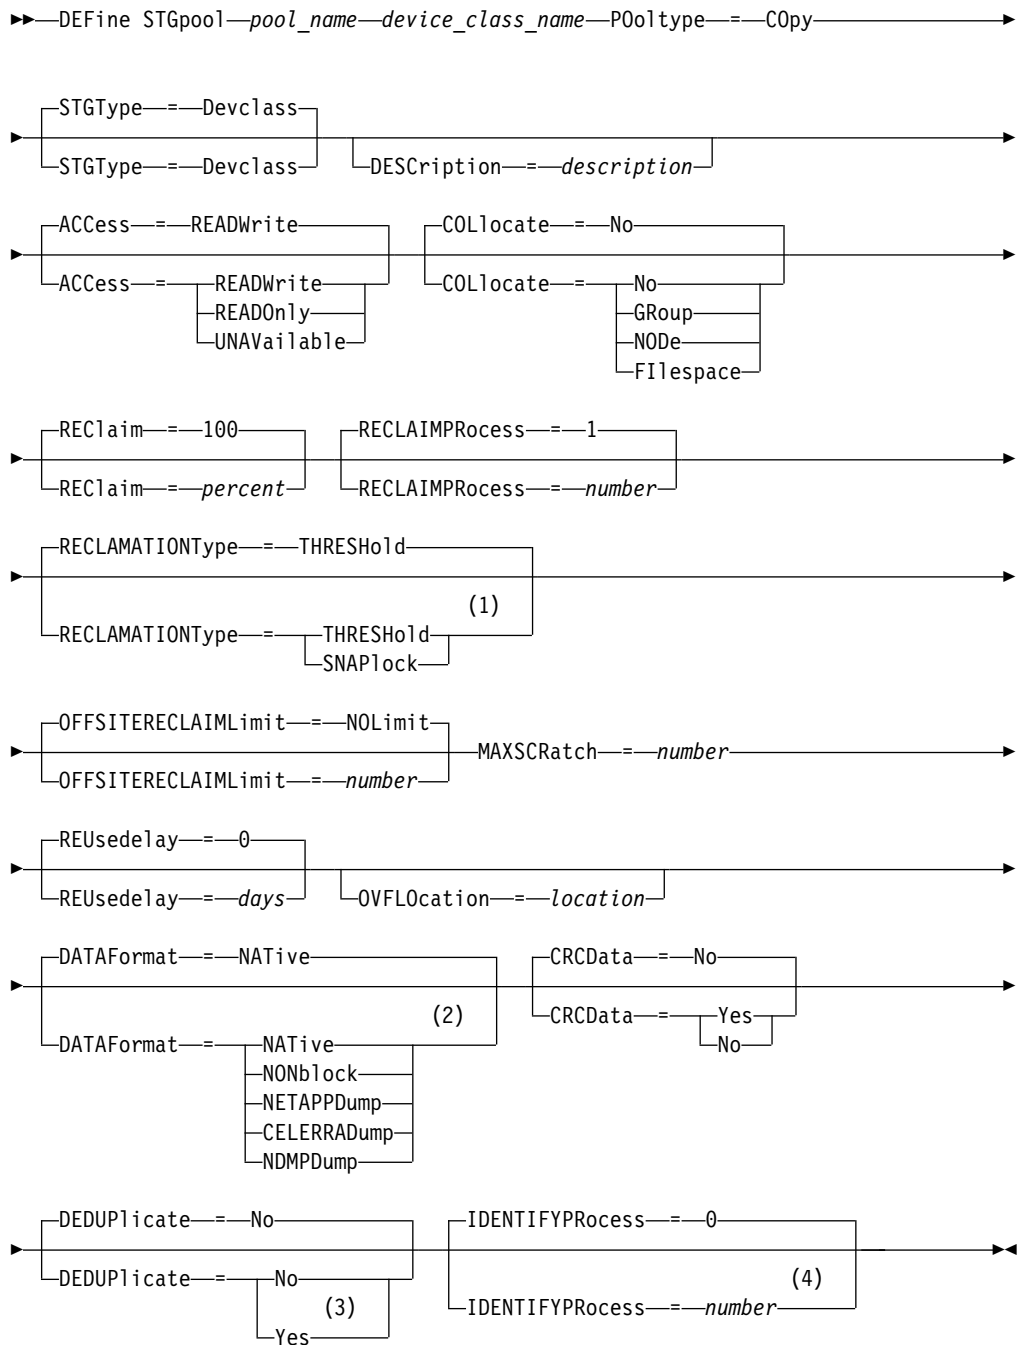 DEFine STGpool pool_name device_class_name POoltype = COpy
STGType = Devclass
STGType = Devclass
DESCription = description
ACCess = READWrite
ACCess = READWrite
READOnly
UNAVailable
COLlocate = No
COLlocate = No
GRoup
NODe
FIlespace
REClaim = 100
REClaim = percent
RECLAIMPRocess = 1
RECLAIMPRocess = number
RECLAMATIONType = THRESHold
(1)
RECLAMATIONType = THRESHold
SNAPlock
OFFSITERECLAIMLimit = NOLimit
OFFSITERECLAIMLimit = number
MAXSCRatch = number
REUsedelay = 0
REUsedelay = days
OVFLOcation = location
DATAFormat = NATive
(2)
DATAFormat = NATive
NONblock
NETAPPDump
CELERRADump
NDMPDump
CRCData = No
CRCData = Yes
No
DEDUPlicate = No
DEDUPlicate = No
(3)
Yes
IDENTIFYPRocess = 0
(4)
IDENTIFYPRocess = number